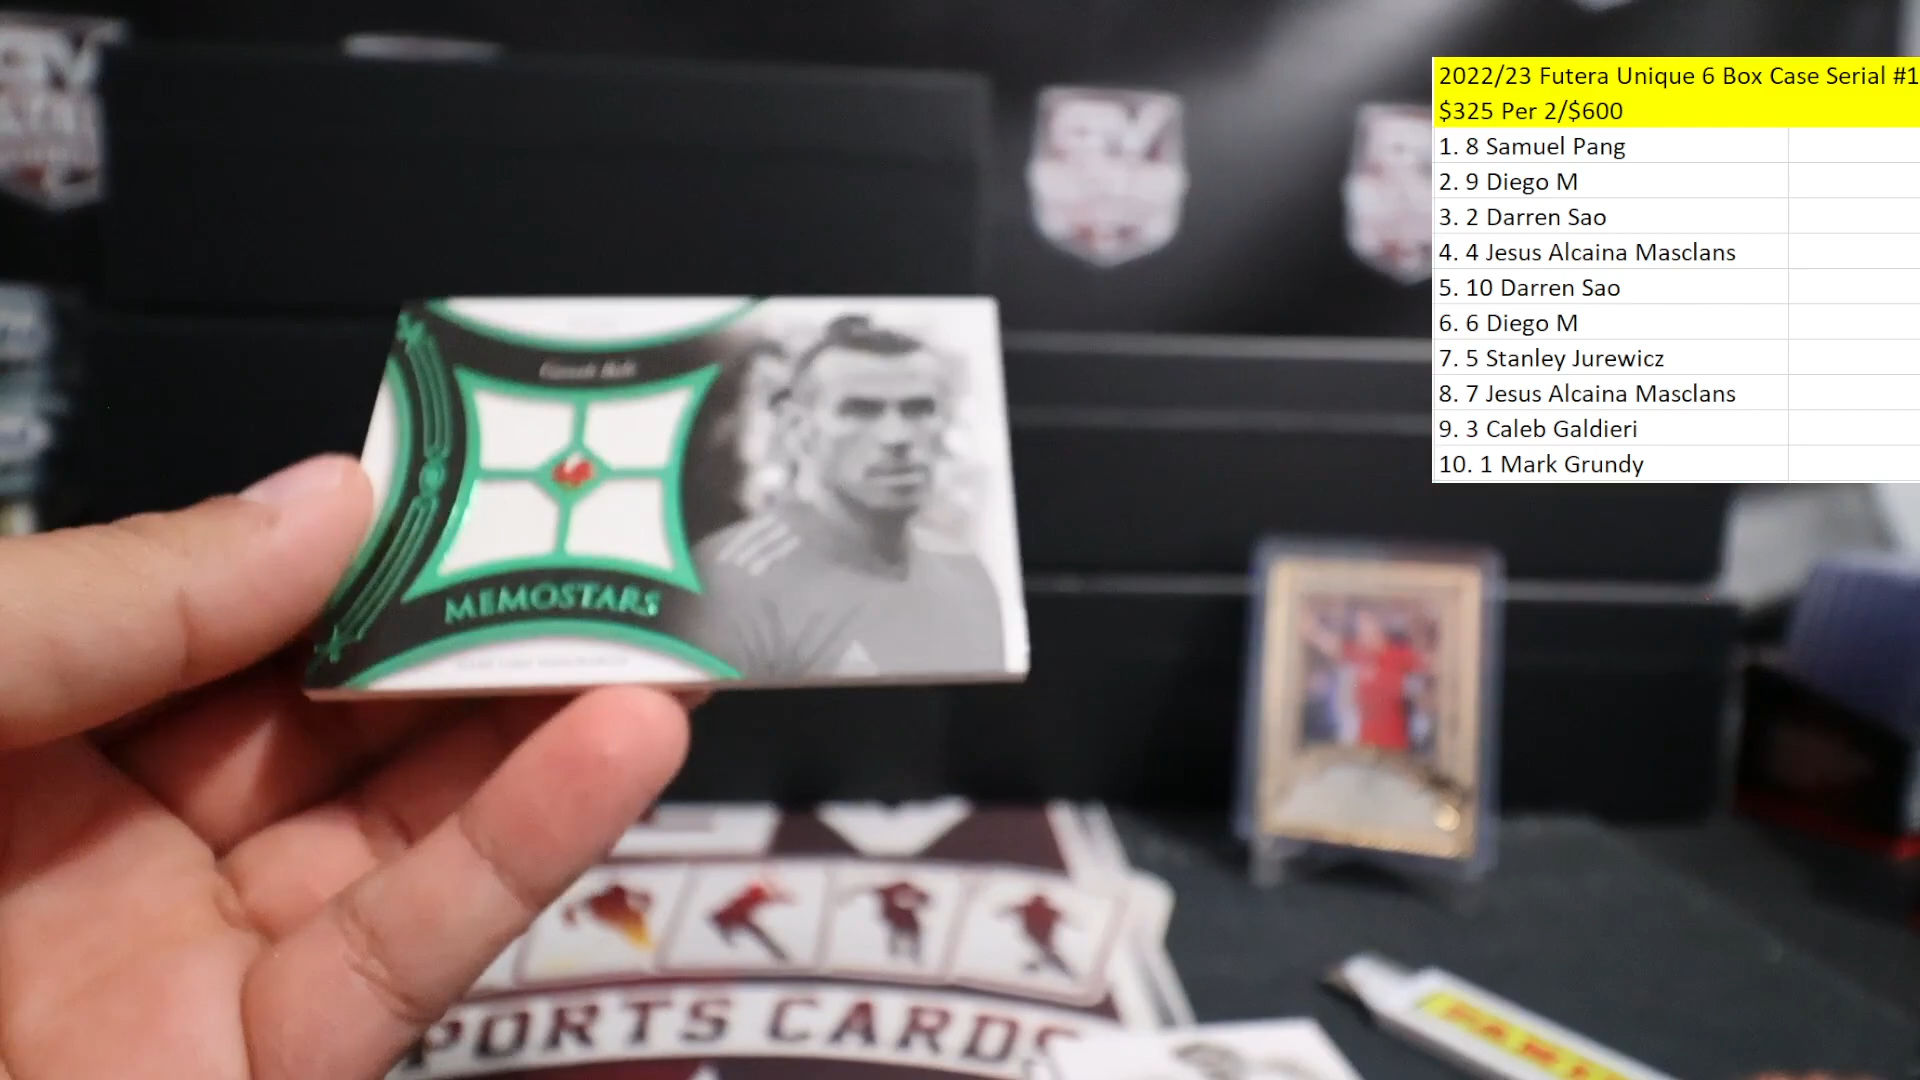 2022/23 Futera Unique 6 Box Case Serial #1
$325 Per 2/$600
1. 8 Samuel Pang
2. 9 Diego M
3. 2 Darren Sao
4. 4 Jesus Alcaina Masclans
5. 10 Darren Sao
6. 6 Diego M
7. 5 Stanley Jurewicz
8. 7 Jesus Alcaina Masclans
9. 3 Caleb Galdieri
10. 1 Mark Grundy
MEMOSTARS
PORTS CARDS